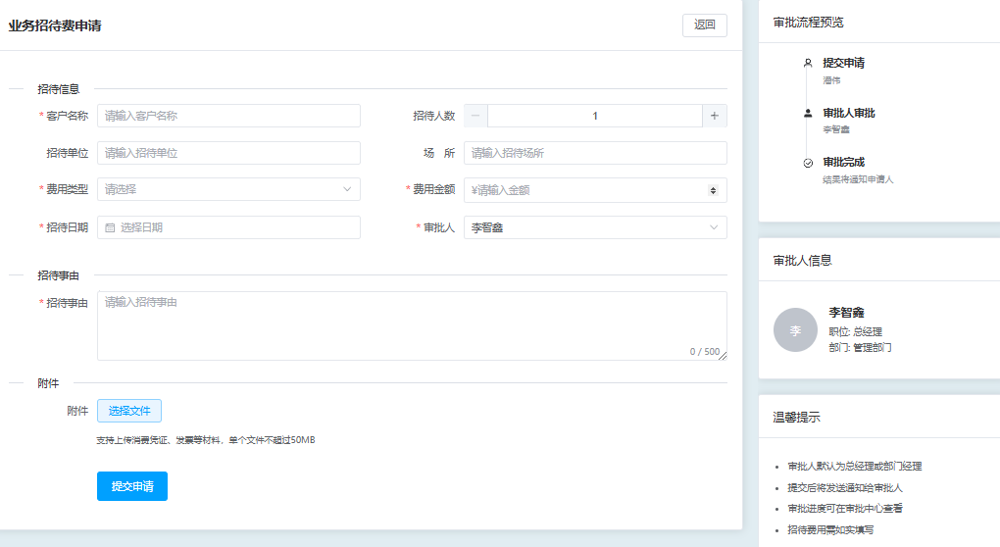 业务招待费申请
返回
招待信息
* 客户名称 请输入客户名称
招待人数 − 1 +
招待单位 请输入招待单位
场 所 请输入招待场所
* 费用类型 请选择
* 费用金额 ¥请输入金额
* 招待日期 选择日期
* 审批人 李智鑫
招待事由
* 招待事由 请输入招待事由
0 / 500
附件
附件 选择文件
支持上传消费凭证、发票等材料，单个文件不超过50MB
提交申请
审批流程预览
提交申请
潘伟
审批人审批
李智鑫
审批完成
结果将通知申请人
审批人信息
李
李智鑫
职位: 总经理
部门: 管理部门
温馨提示
• 审批人默认为总经理或部门经理
• 提交后将发送通知给审批人
• 审批进度可在审批中心查看
• 招待费用需如实填写